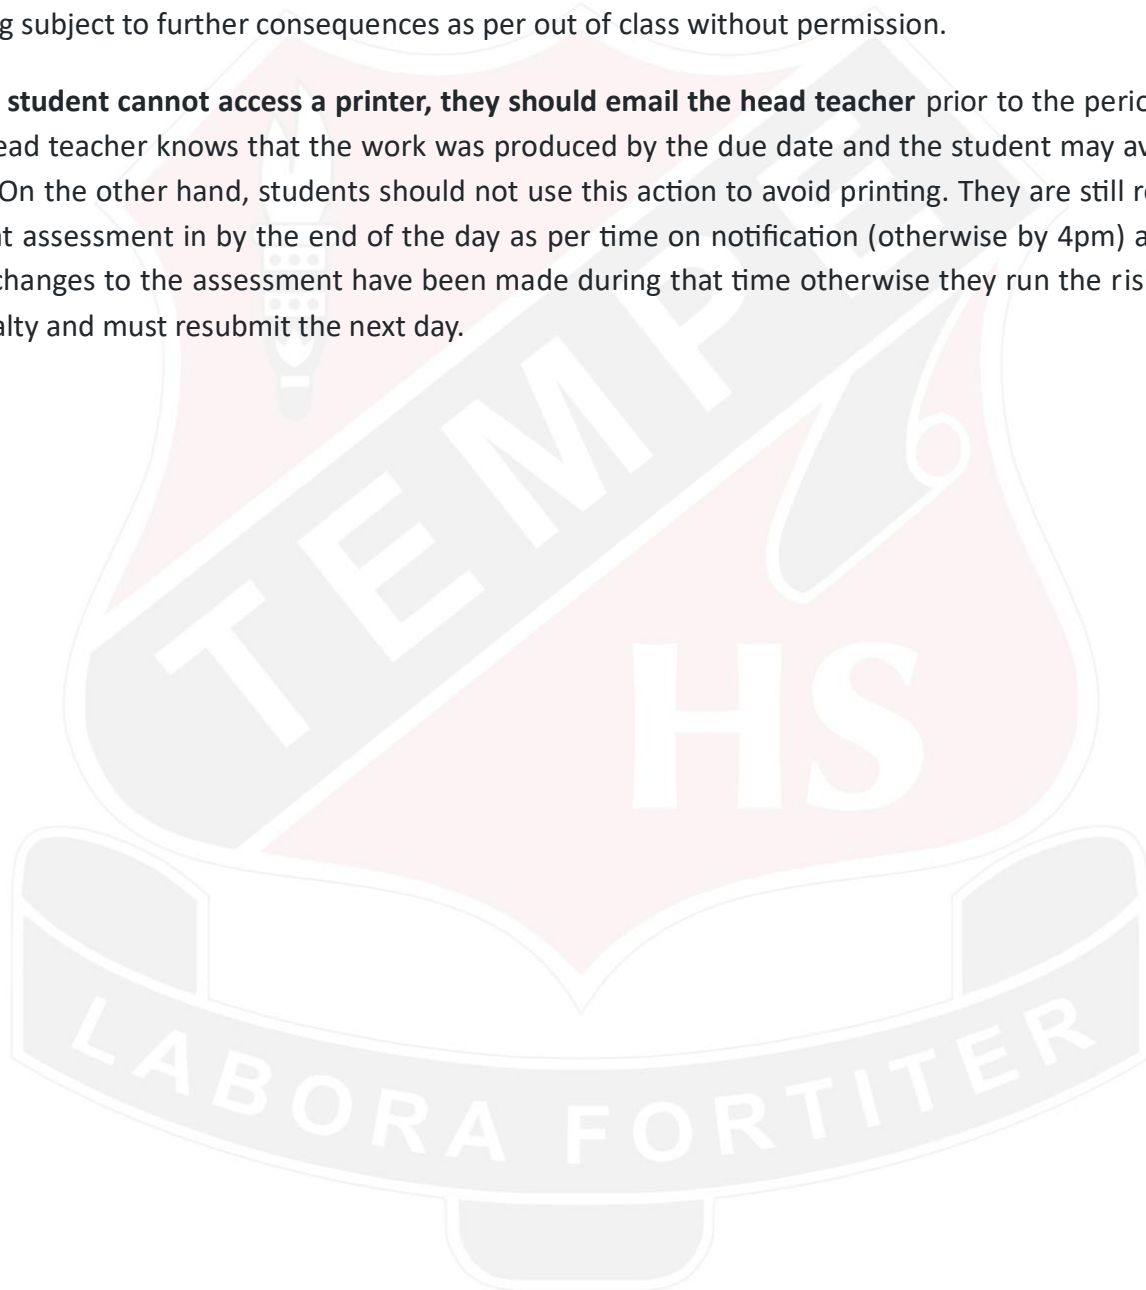 g subject to further consequences as per out of class without permission.
student cannot access a printer, they should email the head teacher prior to the perio
ead teacher knows that the work was produced by the due date and the student may av
On the other hand, students should not use this action to avoid printing. They are still r
t assessment in by the end of the day as per time on notification (otherwise by 4pm) a
changes to the assessment have been made during that time otherwise they run the ris
alty and must resubmit the next day.
TEMPE
HS
LABORA FORTITER